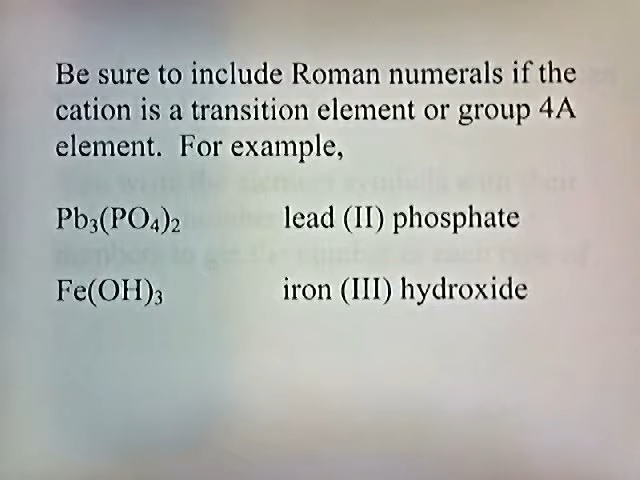 Be sure to include Roman numerals if the
cation is a transition element or group 4A
element. For example,
Pb₃(PO₄)₂ lead (II) phosphate
Fe(OH)₃ iron (III) hydroxide